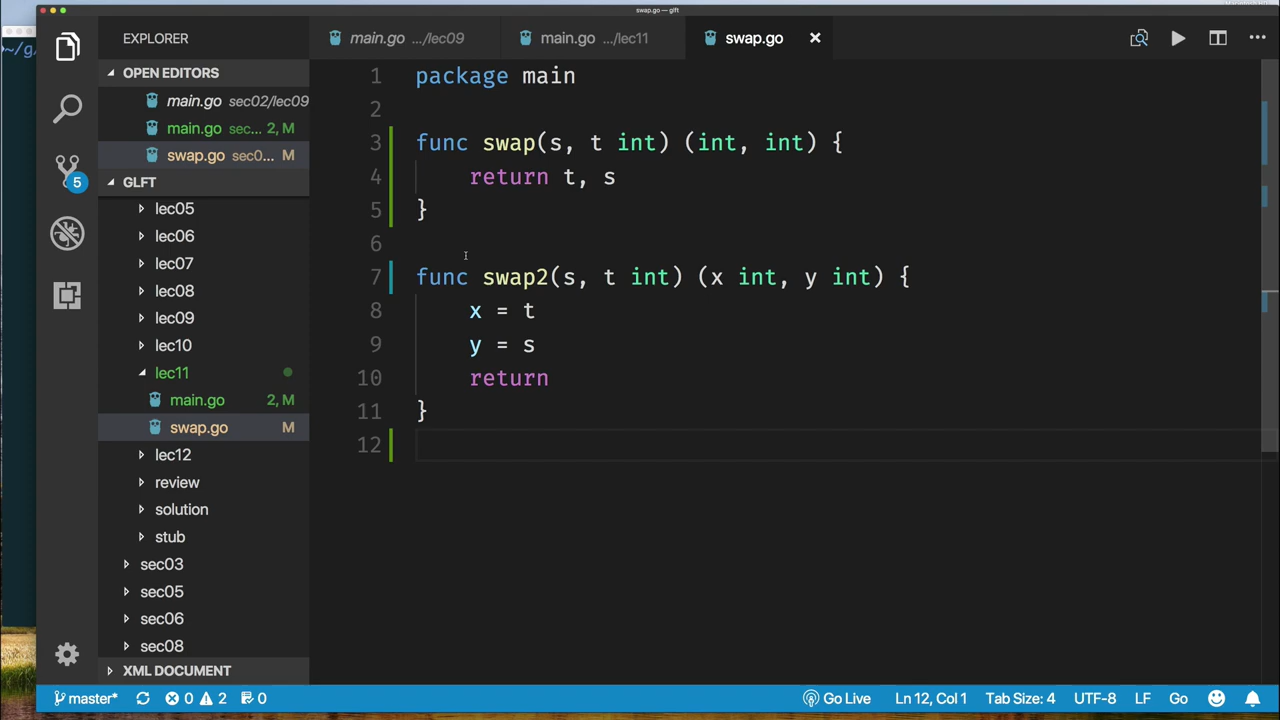 swap.go — glft
~/g/
EXPLORER
OPEN EDITORS
main.go sec02/lec09
main.go sec... 2, M
swap.go sec0... M
GLFT
lec05
lec06
lec07
lec08
lec09
lec10
lec11
main.go 2, M
swap.go M
lec12
review
solution
stub
sec03
sec05
sec06
sec08
XML DOCUMENT
5
main.go .../lec09
main.go .../lec11
swap.go
1 package main
2
3 func swap(s, t int) (int, int) {
4 return t, s
5 }
6
7 func swap2(s, t int) (x int, y int) {
8 x = t
9 y = s
10 return
11 }
12
master*
0
2
0
Go Live
Ln 12, Col 1
Tab Size: 4
UTF-8
LF
Go